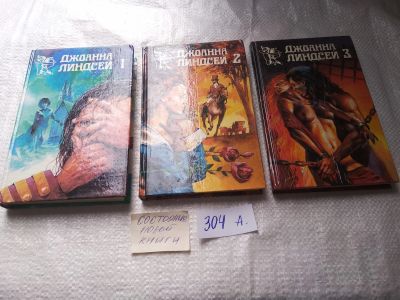 ДЖОАННА
ЛИНДСЕЙ 1
ДЖОАННА
ЛИНДСЕЙ 2
ДЖОАННА
ЛИНДСЕЙ 3
СОСТОЯНИЕ
НОВОЙ
КНИГИ
304 А.